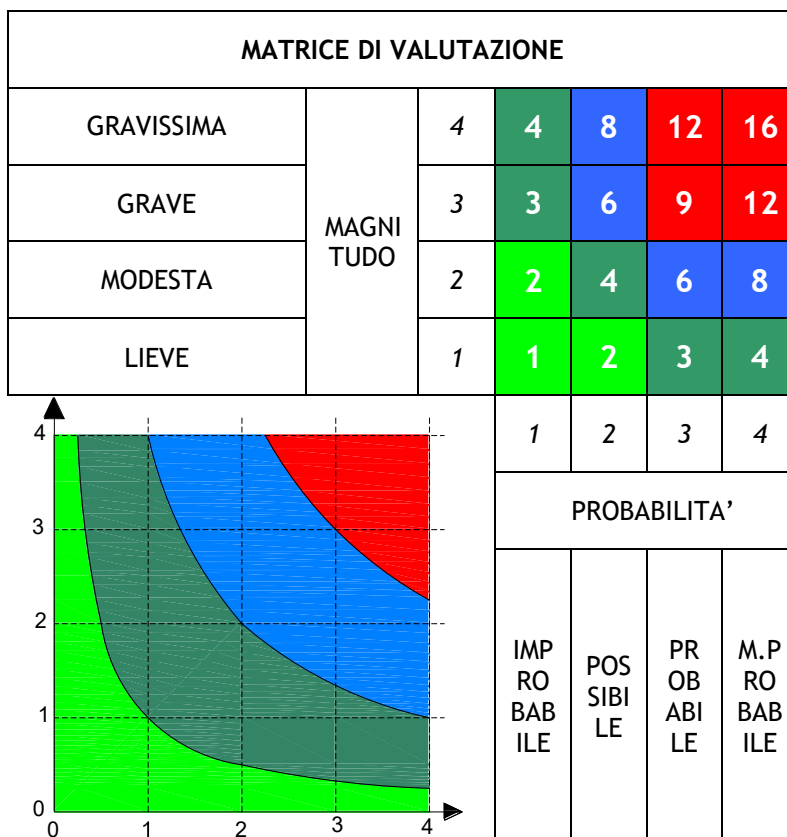 MATRICE DI VALUTAZIONE
GRAVISSIMA
MAGNI
TUDO
4
4
8
12
16
GRAVE
3
3
6
9
12
MODESTA
2
2
4
6
8
LIEVE
1
1
2
3
4
1
2
3
4
PROBABILITA’
IMP
RO
BAB
ILE
POS
SIBI
LE
PR
OB
ABI
LE
M.P
RO
BAB
ILE
4
3
2
1
0
0
1
2
3
4